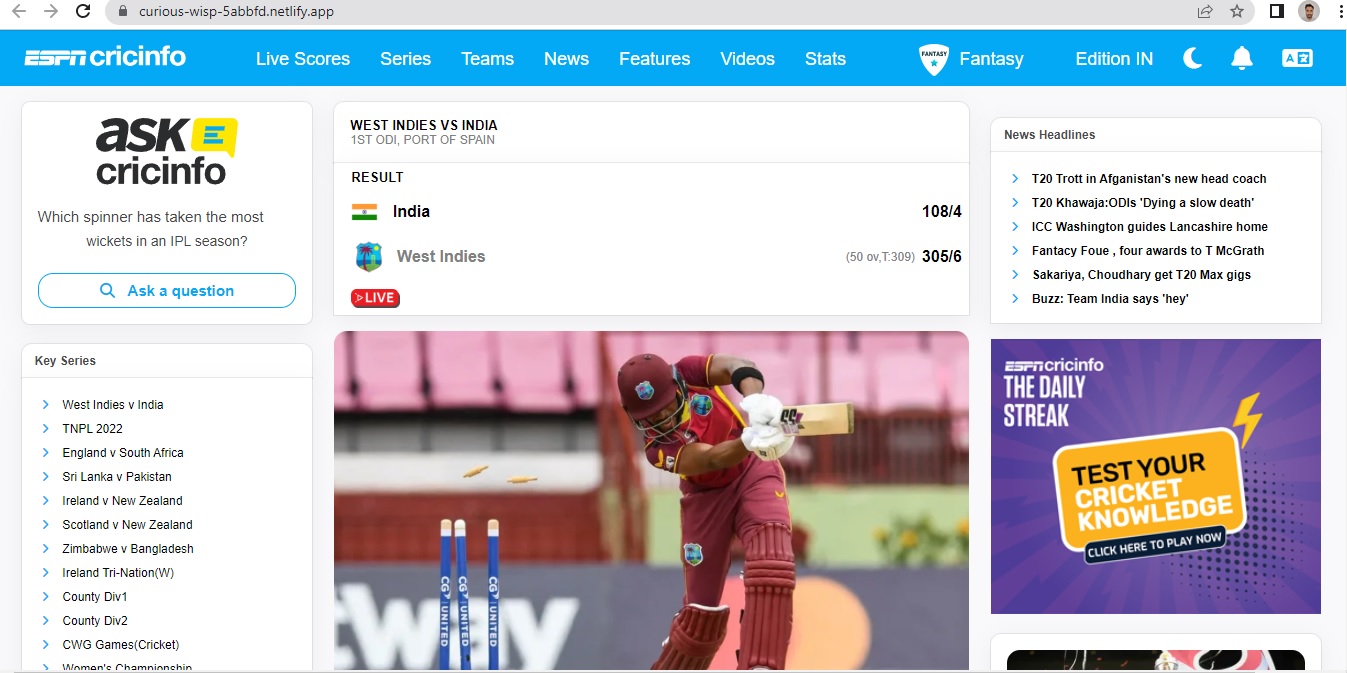 curious-wisp-5abbfd.netlify.app
ESPN cricinfo
Live Scores
Series
Teams
News
Features
Videos
Stats
FANTASY
Fantasy
Edition IN
A
ask
cricinfo
Which spinner has taken the most
wickets in an IPL season?
Ask a question
Key Series
West Indies v India
TNPL 2022
England v South Africa
Sri Lanka v Pakistan
Ireland v New Zealand
Scotland v New Zealand
Zimbabwe v Bangladesh
Ireland Tri-Nation(W)
County Div1
County Div2
CWG Games(Cricket)
Women's Championship
WEST INDIES VS INDIA
1ST ODI, PORT OF SPAIN
RESULT
India 108/4
West Indies (50 ov,T:309) 305/6
LIVE
CG UNITED
CG UNITED
CG UNITED
way
News Headlines
T20 Trott in Afganistan's new head coach
T20 Khawaja:ODIs 'Dying a slow death'
ICC Washington guides Lancashire home
Fantacy Foue , four awards to T McGrath
Sakariya, Choudhary get T20 Max gigs
Buzz: Team India says 'hey'
ESPN cricinfo
THE DAILY
STREAK
TEST YOUR
CRICKET
KNOWLEDGE
CLICK HERE TO PLAY NOW